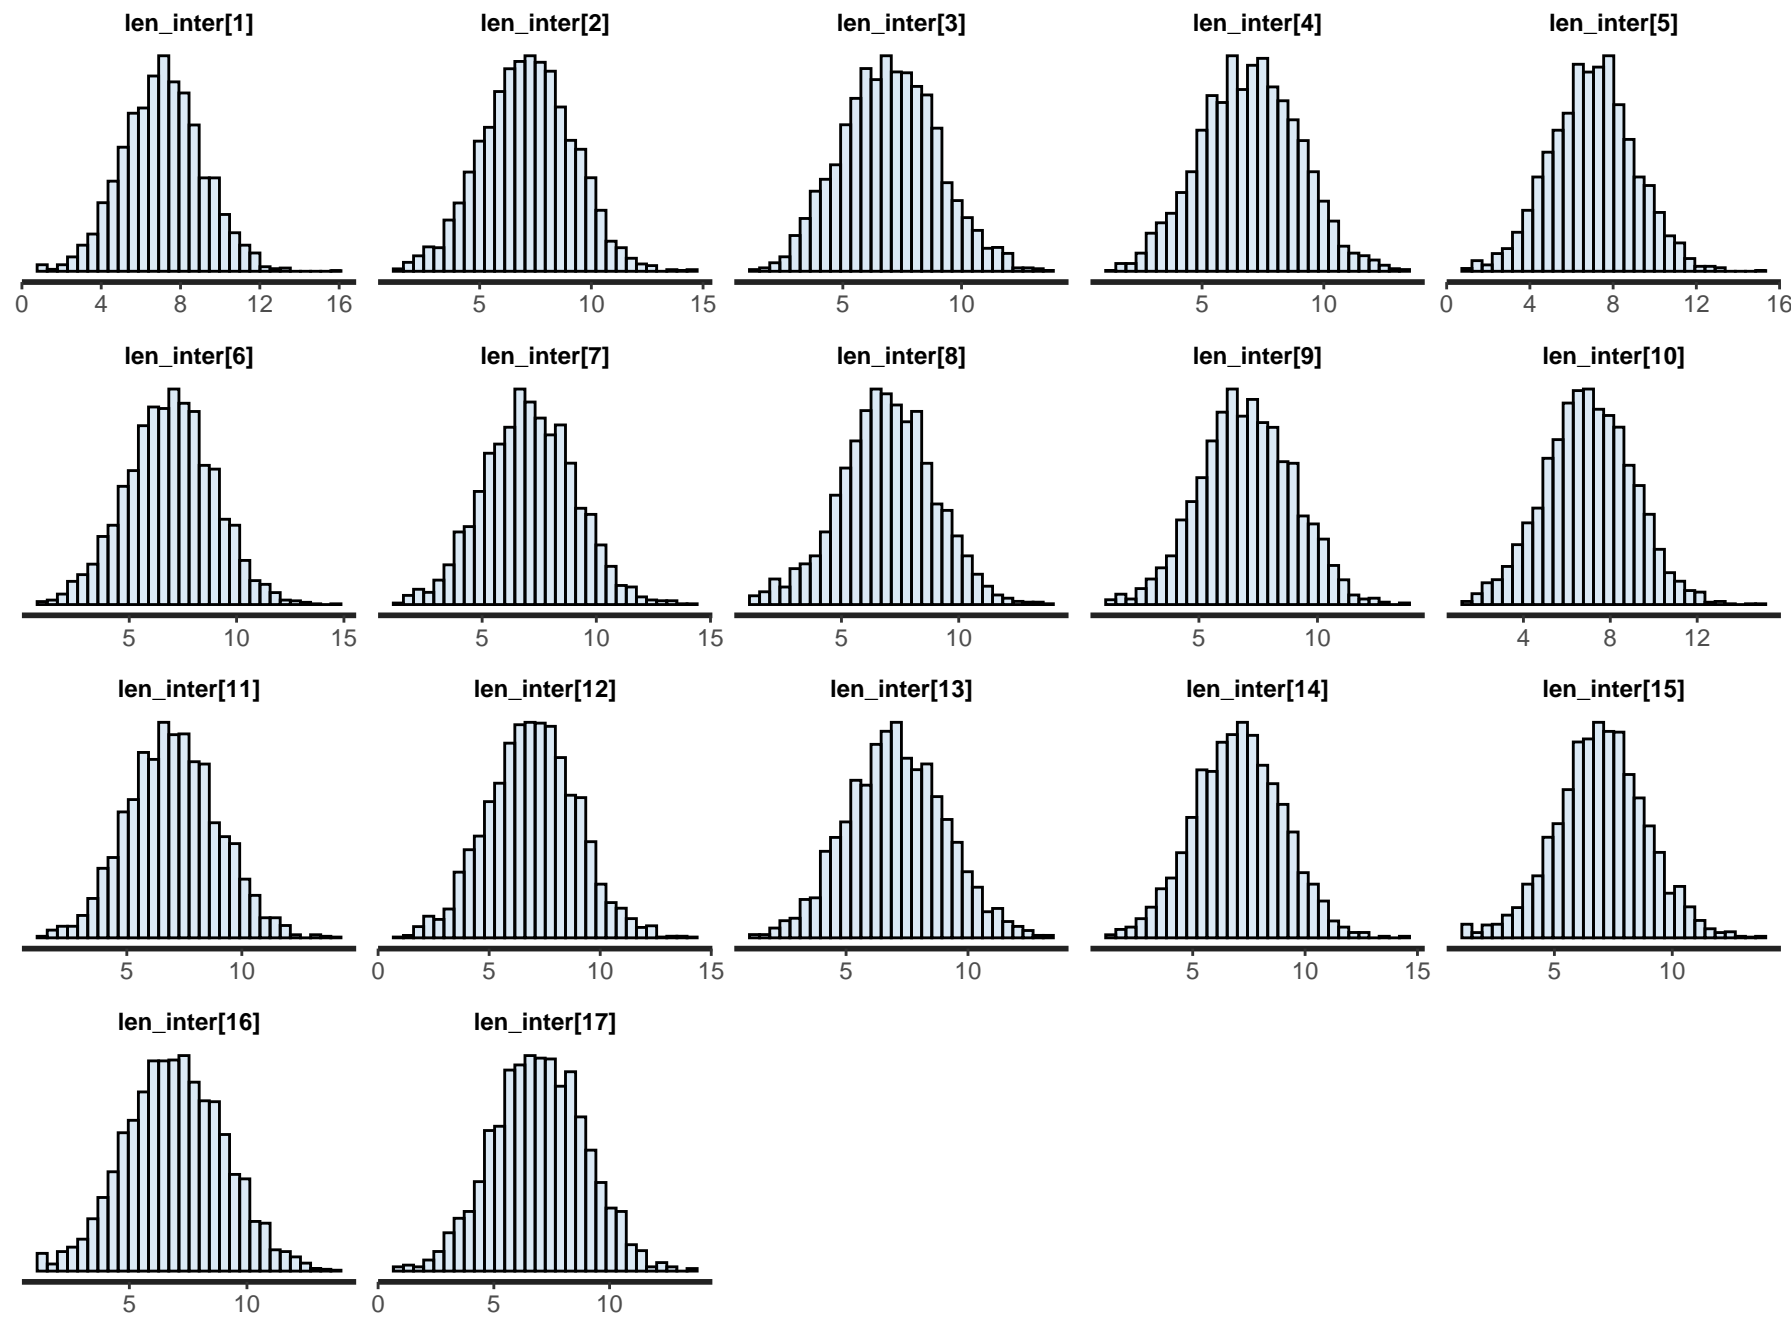 len_inter[1] len_inter[2] len_inter[3] len_inter[4] len_inter[5]
0 4 8 12 16 5 10 15 5 10 5 10 0 4 8 12 16
len_inter[6] len_inter[7] len_inter[8] len_inter[9] len_inter[10]
5 10 15 5 10 15 5 10 5 10 4 8 12
len_inter[11] len_inter[12] len_inter[13] len_inter[14] len_inter[15]
5 10 0 5 10 15 5 10 5 10 15 5 10
len_inter[16] len_inter[17]
5 10 0 5 10